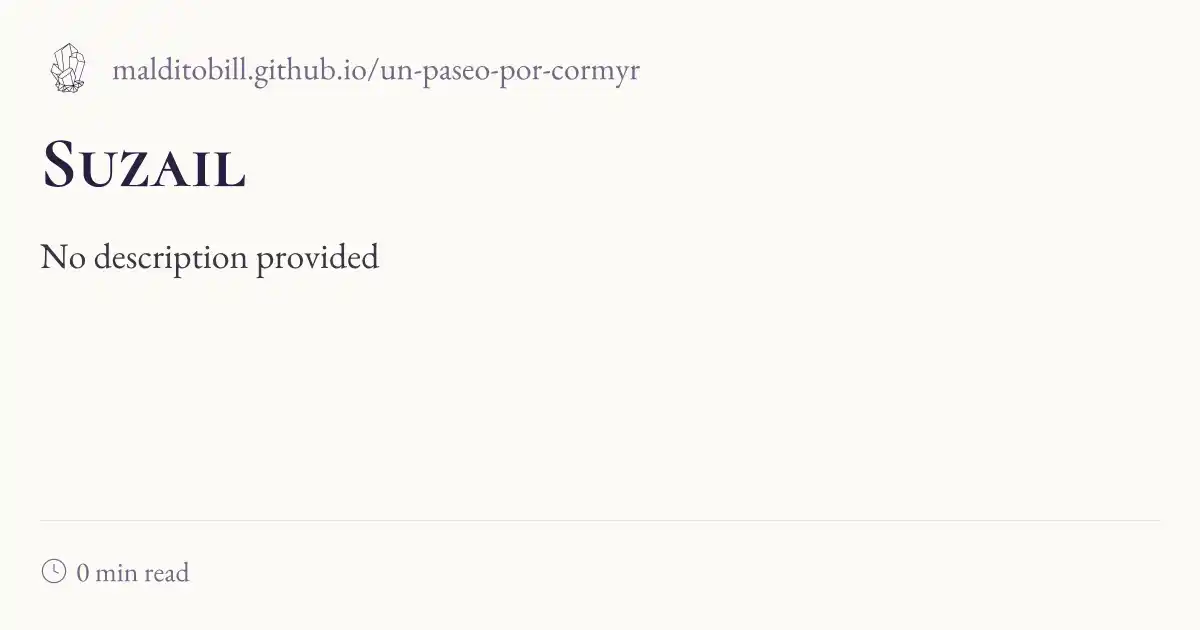 malditobill.github.io/un-paseo-por-cormyr
Suzail
No description provided
0 min read